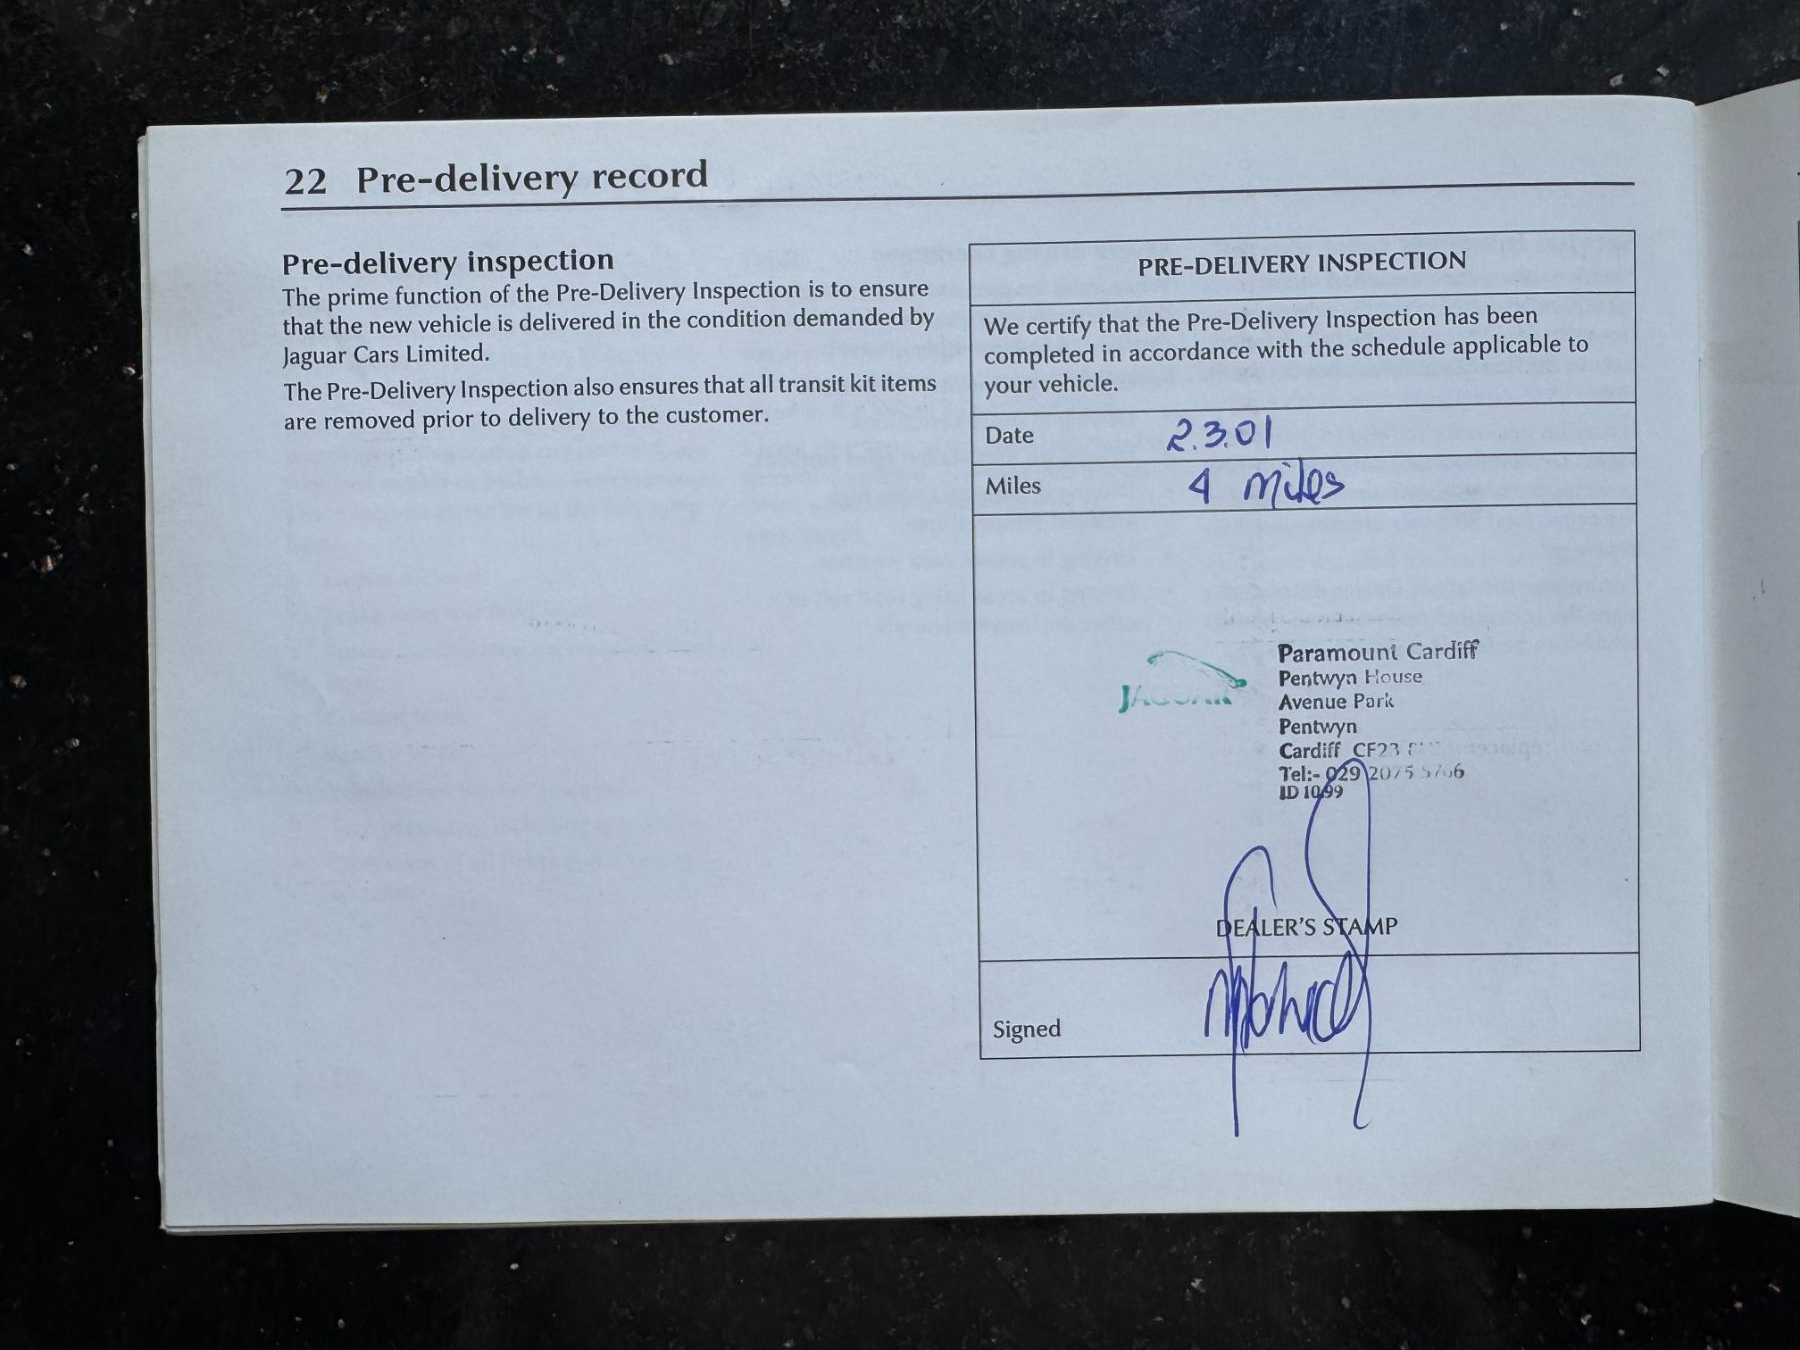 22 Pre-delivery record
Pre-delivery inspection
The prime function of the Pre-Delivery Inspection is to ensure
that the new vehicle is delivered in the condition demanded by
Jaguar Cars Limited.
The Pre-Delivery Inspection also ensures that all transit kit items
are removed prior to delivery to the customer.
PRE-DELIVERY INSPECTION
We certify that the Pre-Delivery Inspection has been
completed in accordance with the schedule applicable to
your vehicle.
Date 2.3.01
Miles 4 miles
JAGUAR
Paramount Cardiff
Pentwyn House
Avenue Park
Pentwyn
Cardiff CF23
Tel:- 029 2075
ID 10/99
DEALER'S STAMP
Signed